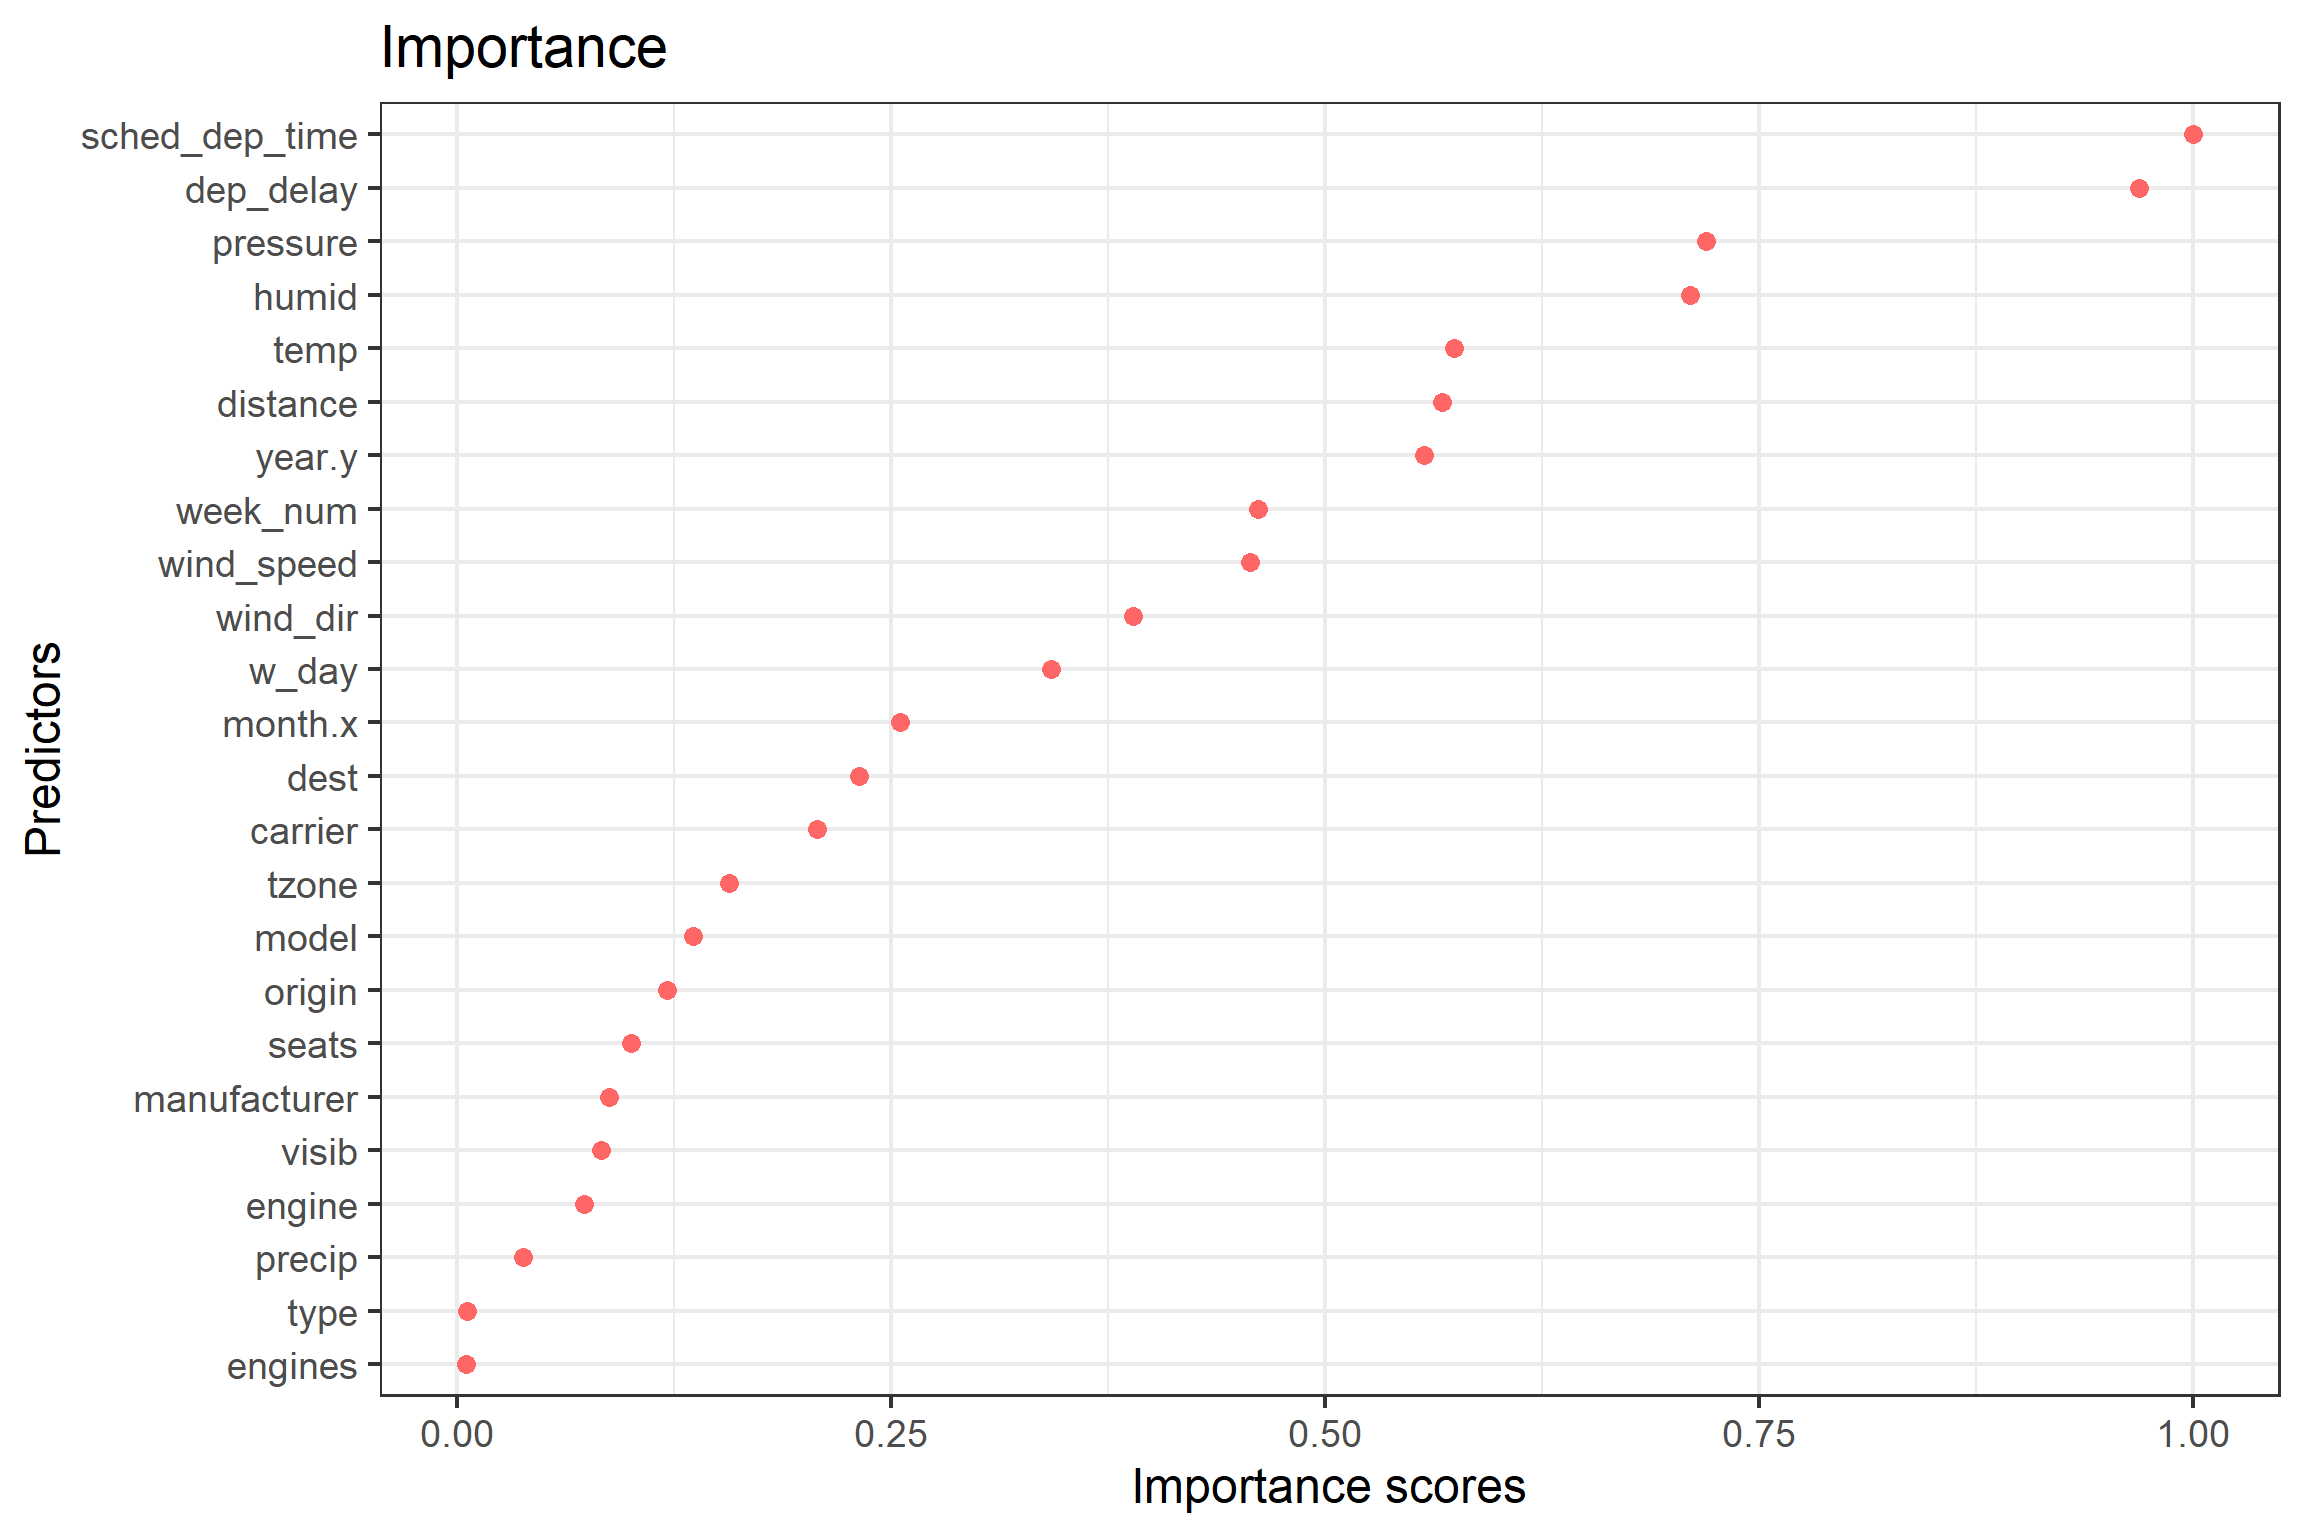 Importance
sched_dep_time
dep_delay
pressure
humid
temp
distance
year.y
week_num
wind_speed
wind_dir
w_day
month.x
dest
carrier
tzone
model
origin
seats
manufacturer
visib
engine
precip
type
engines
Predictors
0.00 0.25 0.50 0.75 1.00
Importance scores